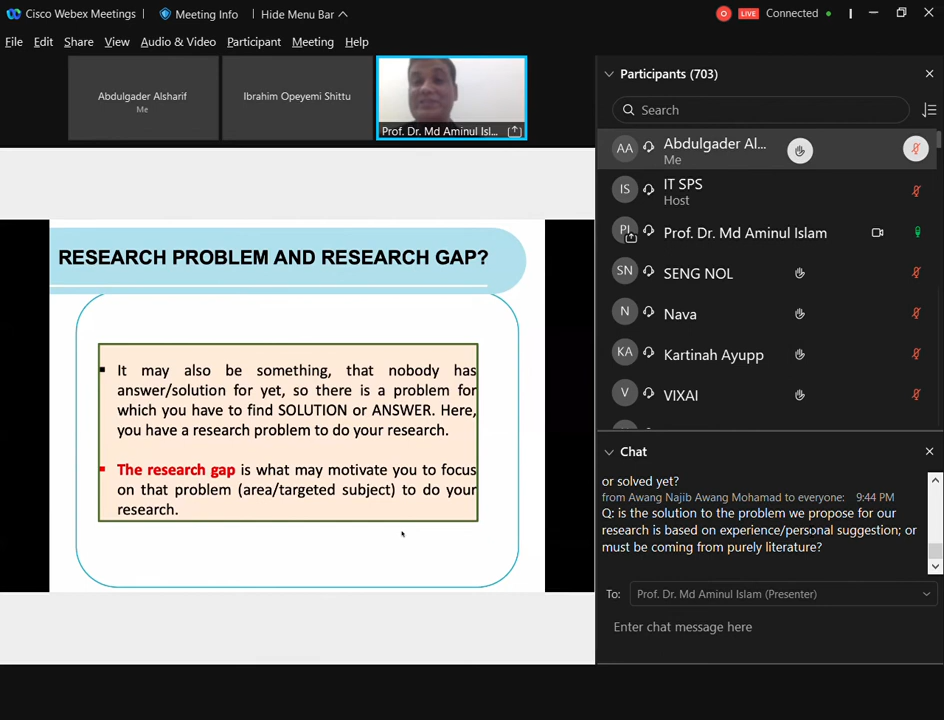 Cisco Webex Meetings
Meeting Info
Hide Menu Bar
LIVE
Connected
File Edit Share View Audio & Video Participant Meeting Help
Abdulgader Alsharif
Me
Ibrahim Opeyemi Shittu
Prof. Dr. Md Aminul Isl...
RESEARCH PROBLEM AND RESEARCH GAP?
It may also be something, that nobody has
answer/solution for yet, so there is a problem for
which you have to find SOLUTION or ANSWER. Here,
you have a research problem to do your research.
The research gap is what may motivate you to focus
on that problem (area/targeted subject) to do your
research.
Participants (703)
Search
AA Abdulgader Al...
Me
IS IT SPS
Host
PI Prof. Dr. Md Aminul Islam
SN SENG NOL
N Nava
KA Kartinah Ayupp
V VIXAI
Chat
or solved yet?
from Awang Najib Awang Mohamad to everyone: 9:44 PM
Q: is the solution to the problem we propose for our
research is based on experience/personal suggestion; or
must be coming from purely literature?
To: Prof. Dr. Md Aminul Islam (Presenter)
Enter chat message here